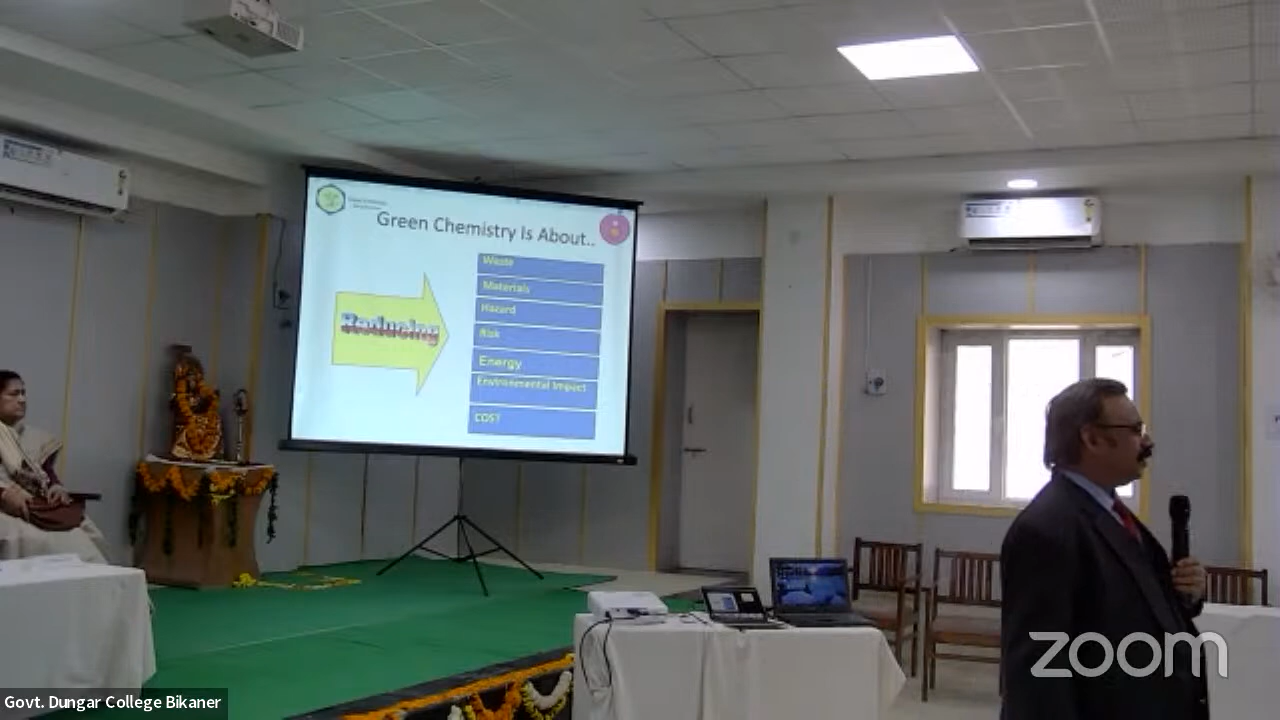 Green Chemistry Is About..
Reducing
Waste
Materials
Hazard
Risk
Energy
Environmental Impact
COST
zoom
Govt. Dungar College Bikaner